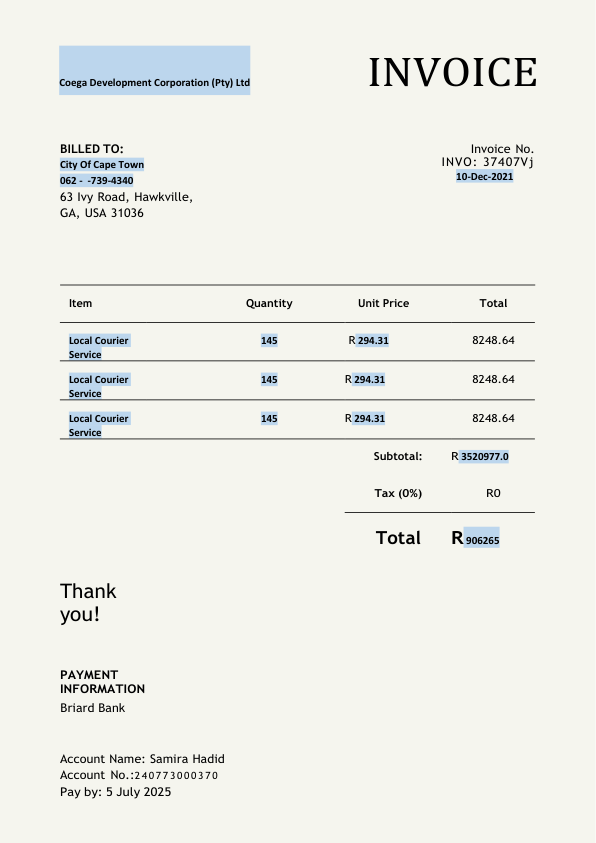 Coega Development Corporation (Pty) Ltd
INVOICE
BILLED TO:
City Of Cape Town
062 - -739-4340
63 Ivy Road, Hawkville,
GA, USA 31036
Invoice No.
INVO: 37407Vj
10-Dec-2021
Item Quantity Unit Price Total
Local Courier Service 145 R 294.31 8248.64
Local Courier Service 145 R 294.31 8248.64
Local Courier Service 145 R 294.31 8248.64
Subtotal: R 3520977.0
Tax (0%) R0
Total R 906265
Thank
you!
PAYMENT
INFORMATION
Briard Bank
Account Name: Samira Hadid
Account No.:240773000370
Pay by: 5 July 2025